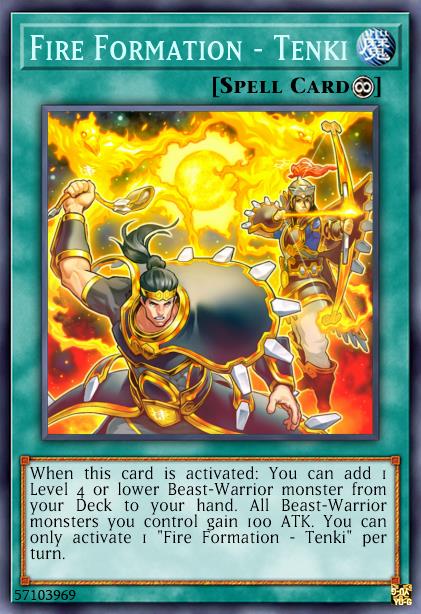 Fire Formation - Tenki 魔
[Spell Card]
When this card is activated: You can add 1
Level 4 or lower Beast-Warrior monster from
your Deck to your hand. All Beast-Warrior
monsters you control gain 100 ATK. You can
only activate 1 "Fire Formation - Tenki" per
turn.
57103969